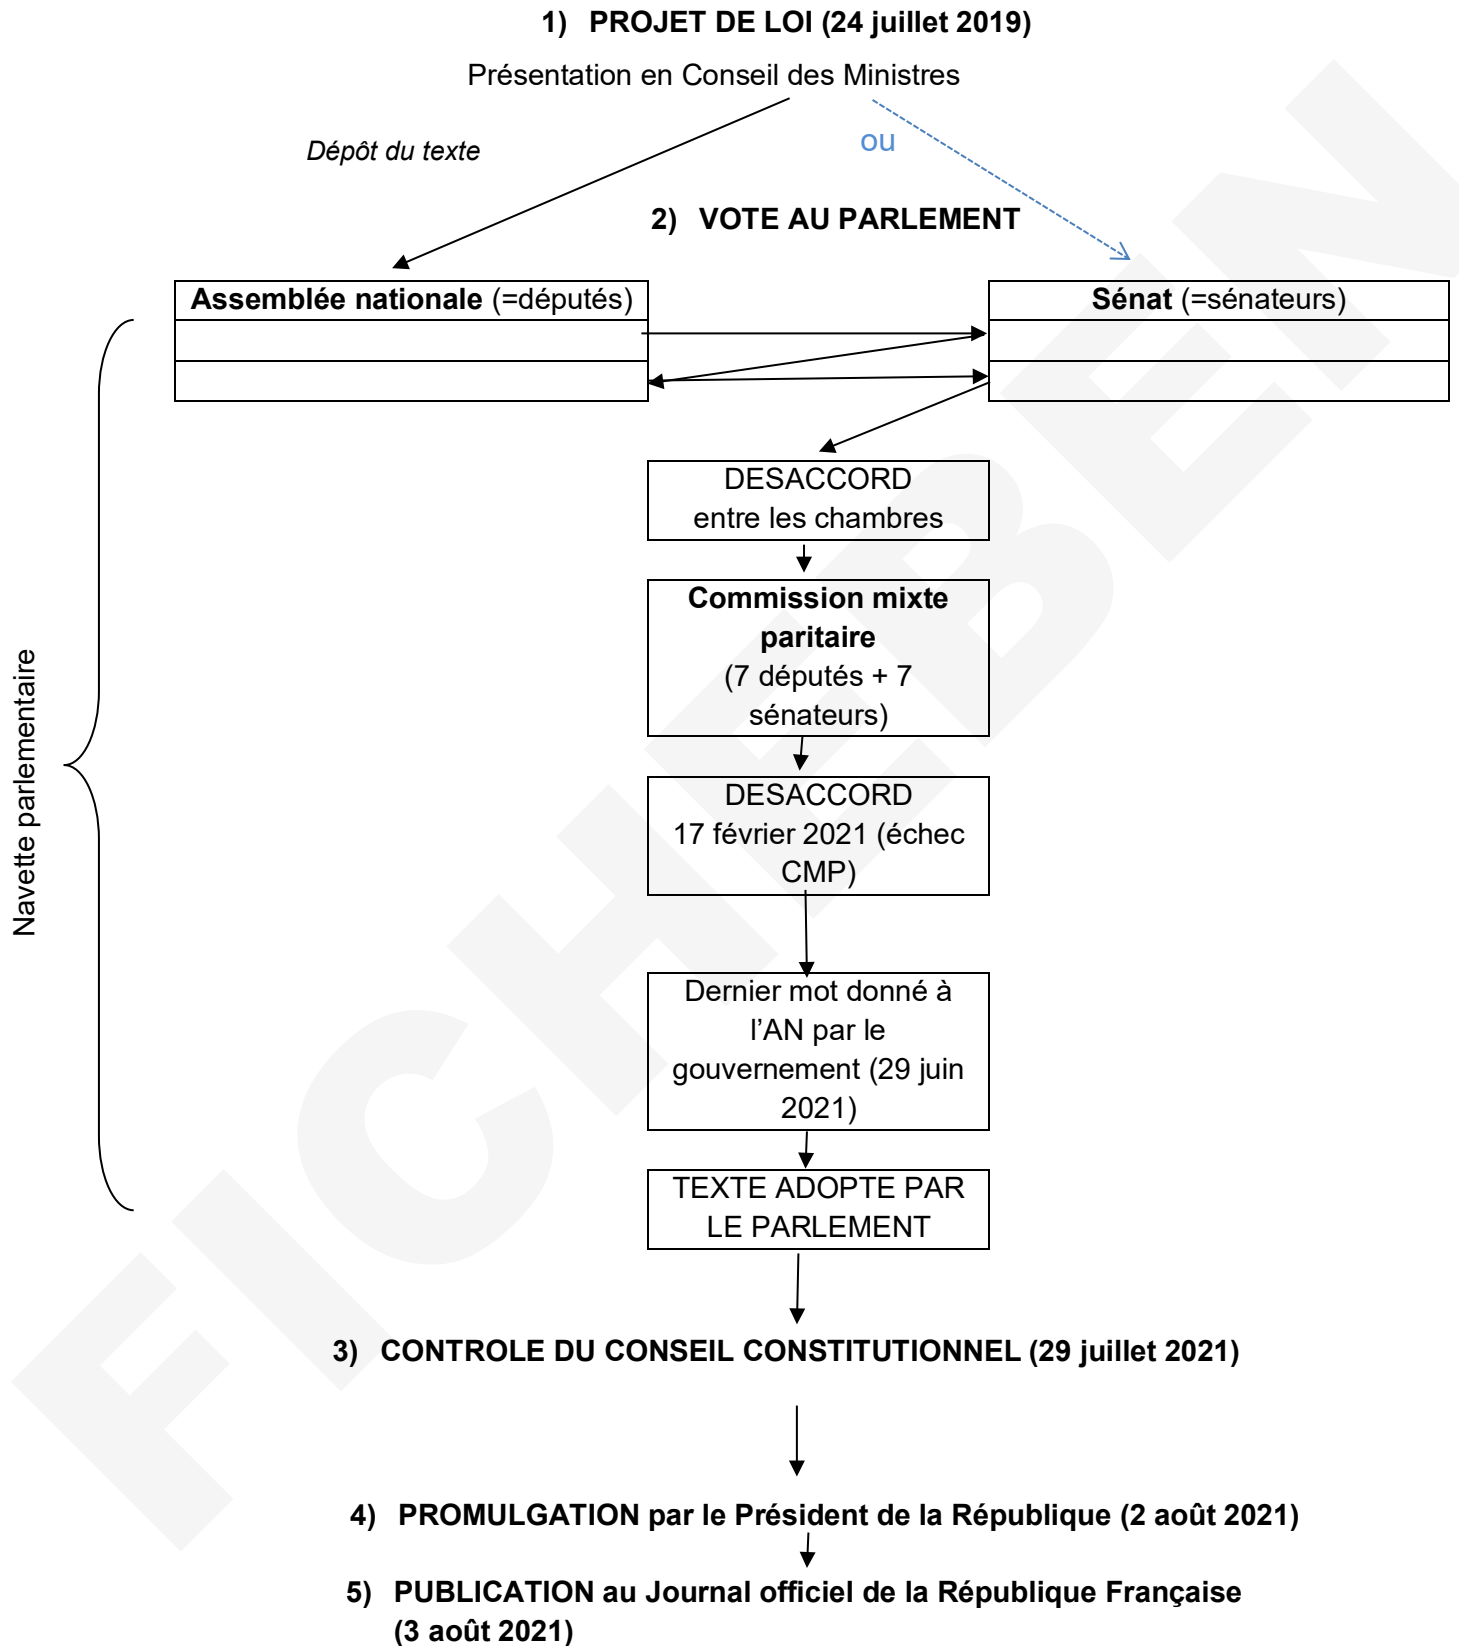 1) PROJET DE LOI (24 juillet 2019)
Présentation en Conseil des Ministres
Dépôt du texte
ou
2) VOTE AU PARLEMENT
Assemblée nationale (=députés)
Sénat (=sénateurs)
Navette parlementaire
DESACCORD
entre les chambres
Commission mixte
paritaire
(7 députés + 7
sénateurs)
DESACCORD
17 février 2021 (échec
CMP)
Dernier mot donné à
l'AN par le
gouvernement (29 juin
2021)
TEXTE ADOPTE PAR
LE PARLEMENT
3) CONTROLE DU CONSEIL CONSTITUTIONNEL (29 juillet 2021)
4) PROMULGATION par le Président de la République (2 août 2021)
5) PUBLICATION au Journal officiel de la République Française
(3 août 2021)
FICHEBEN